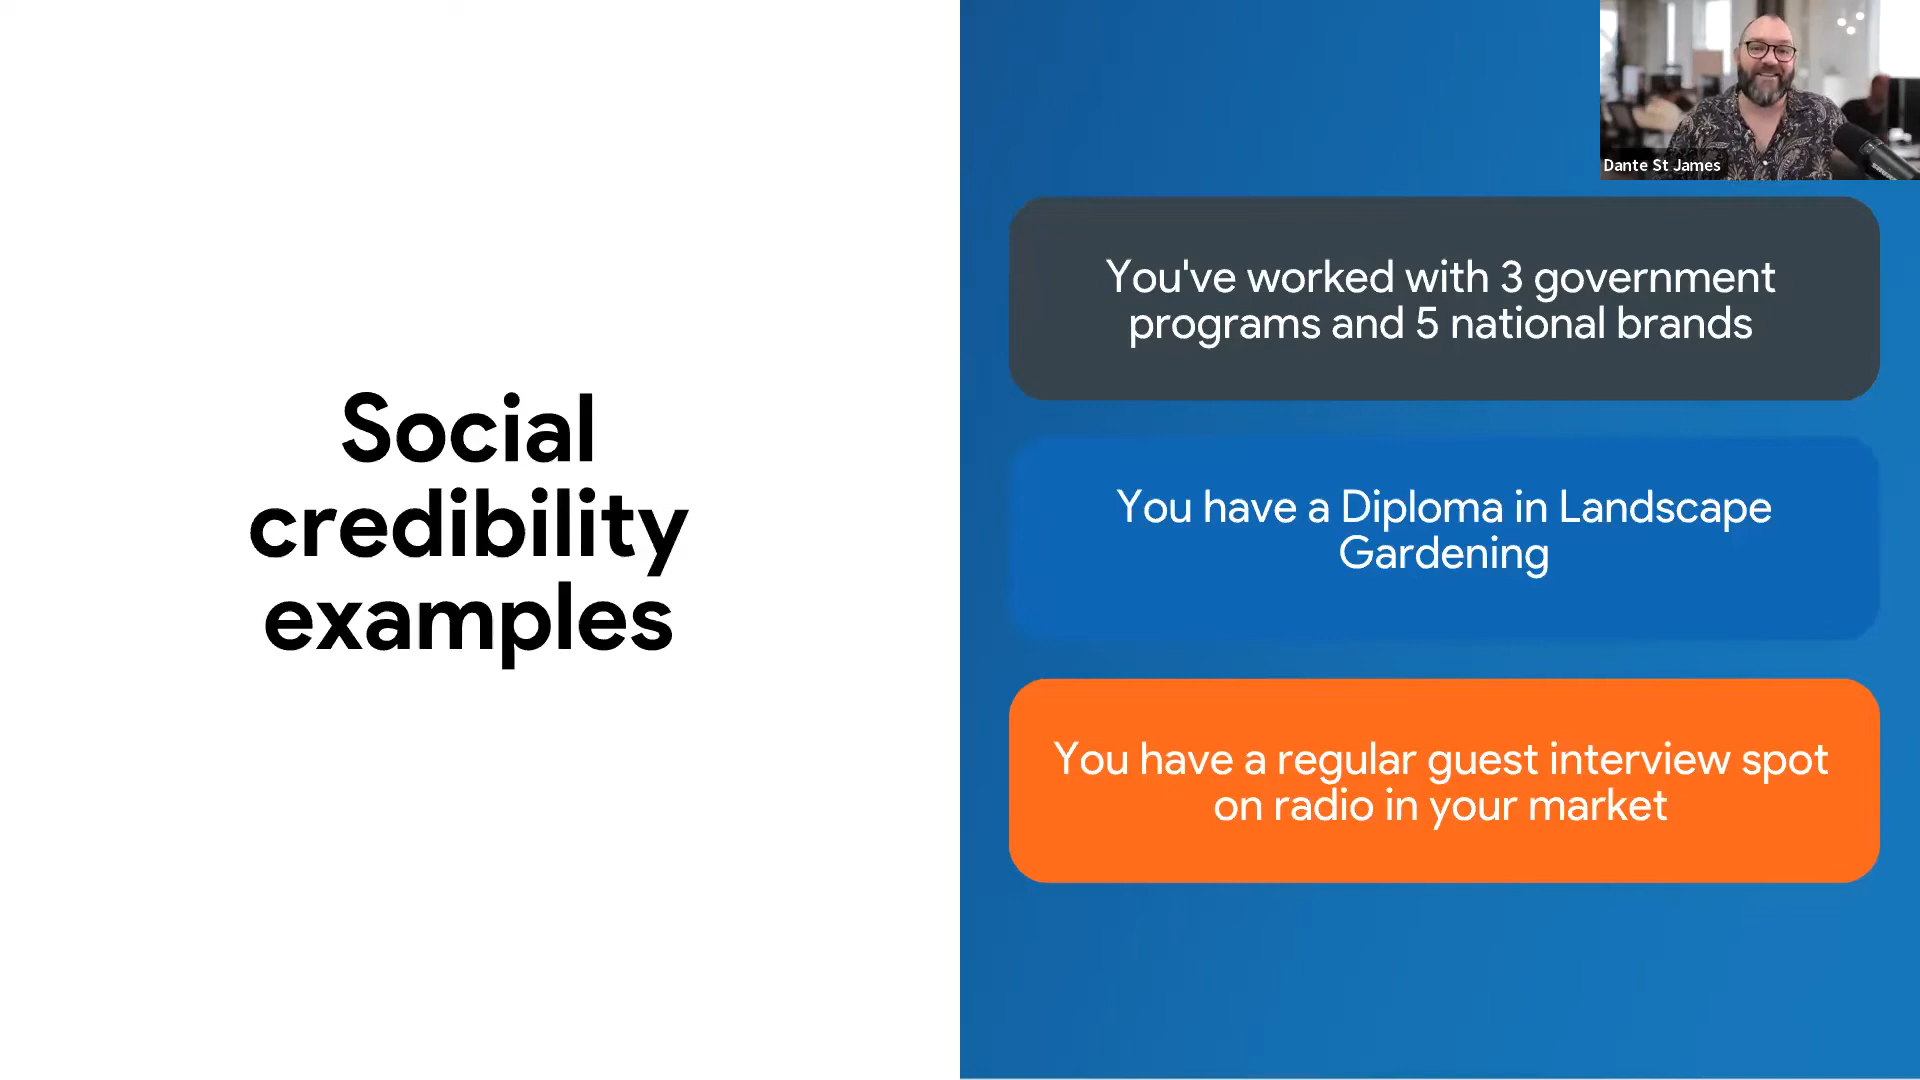 Social
credibility
examples
Dante St James
You've worked with 3 government
programs and 5 national brands
You have a Diploma in Landscape
Gardening
You have a regular guest interview spot
on radio in your market